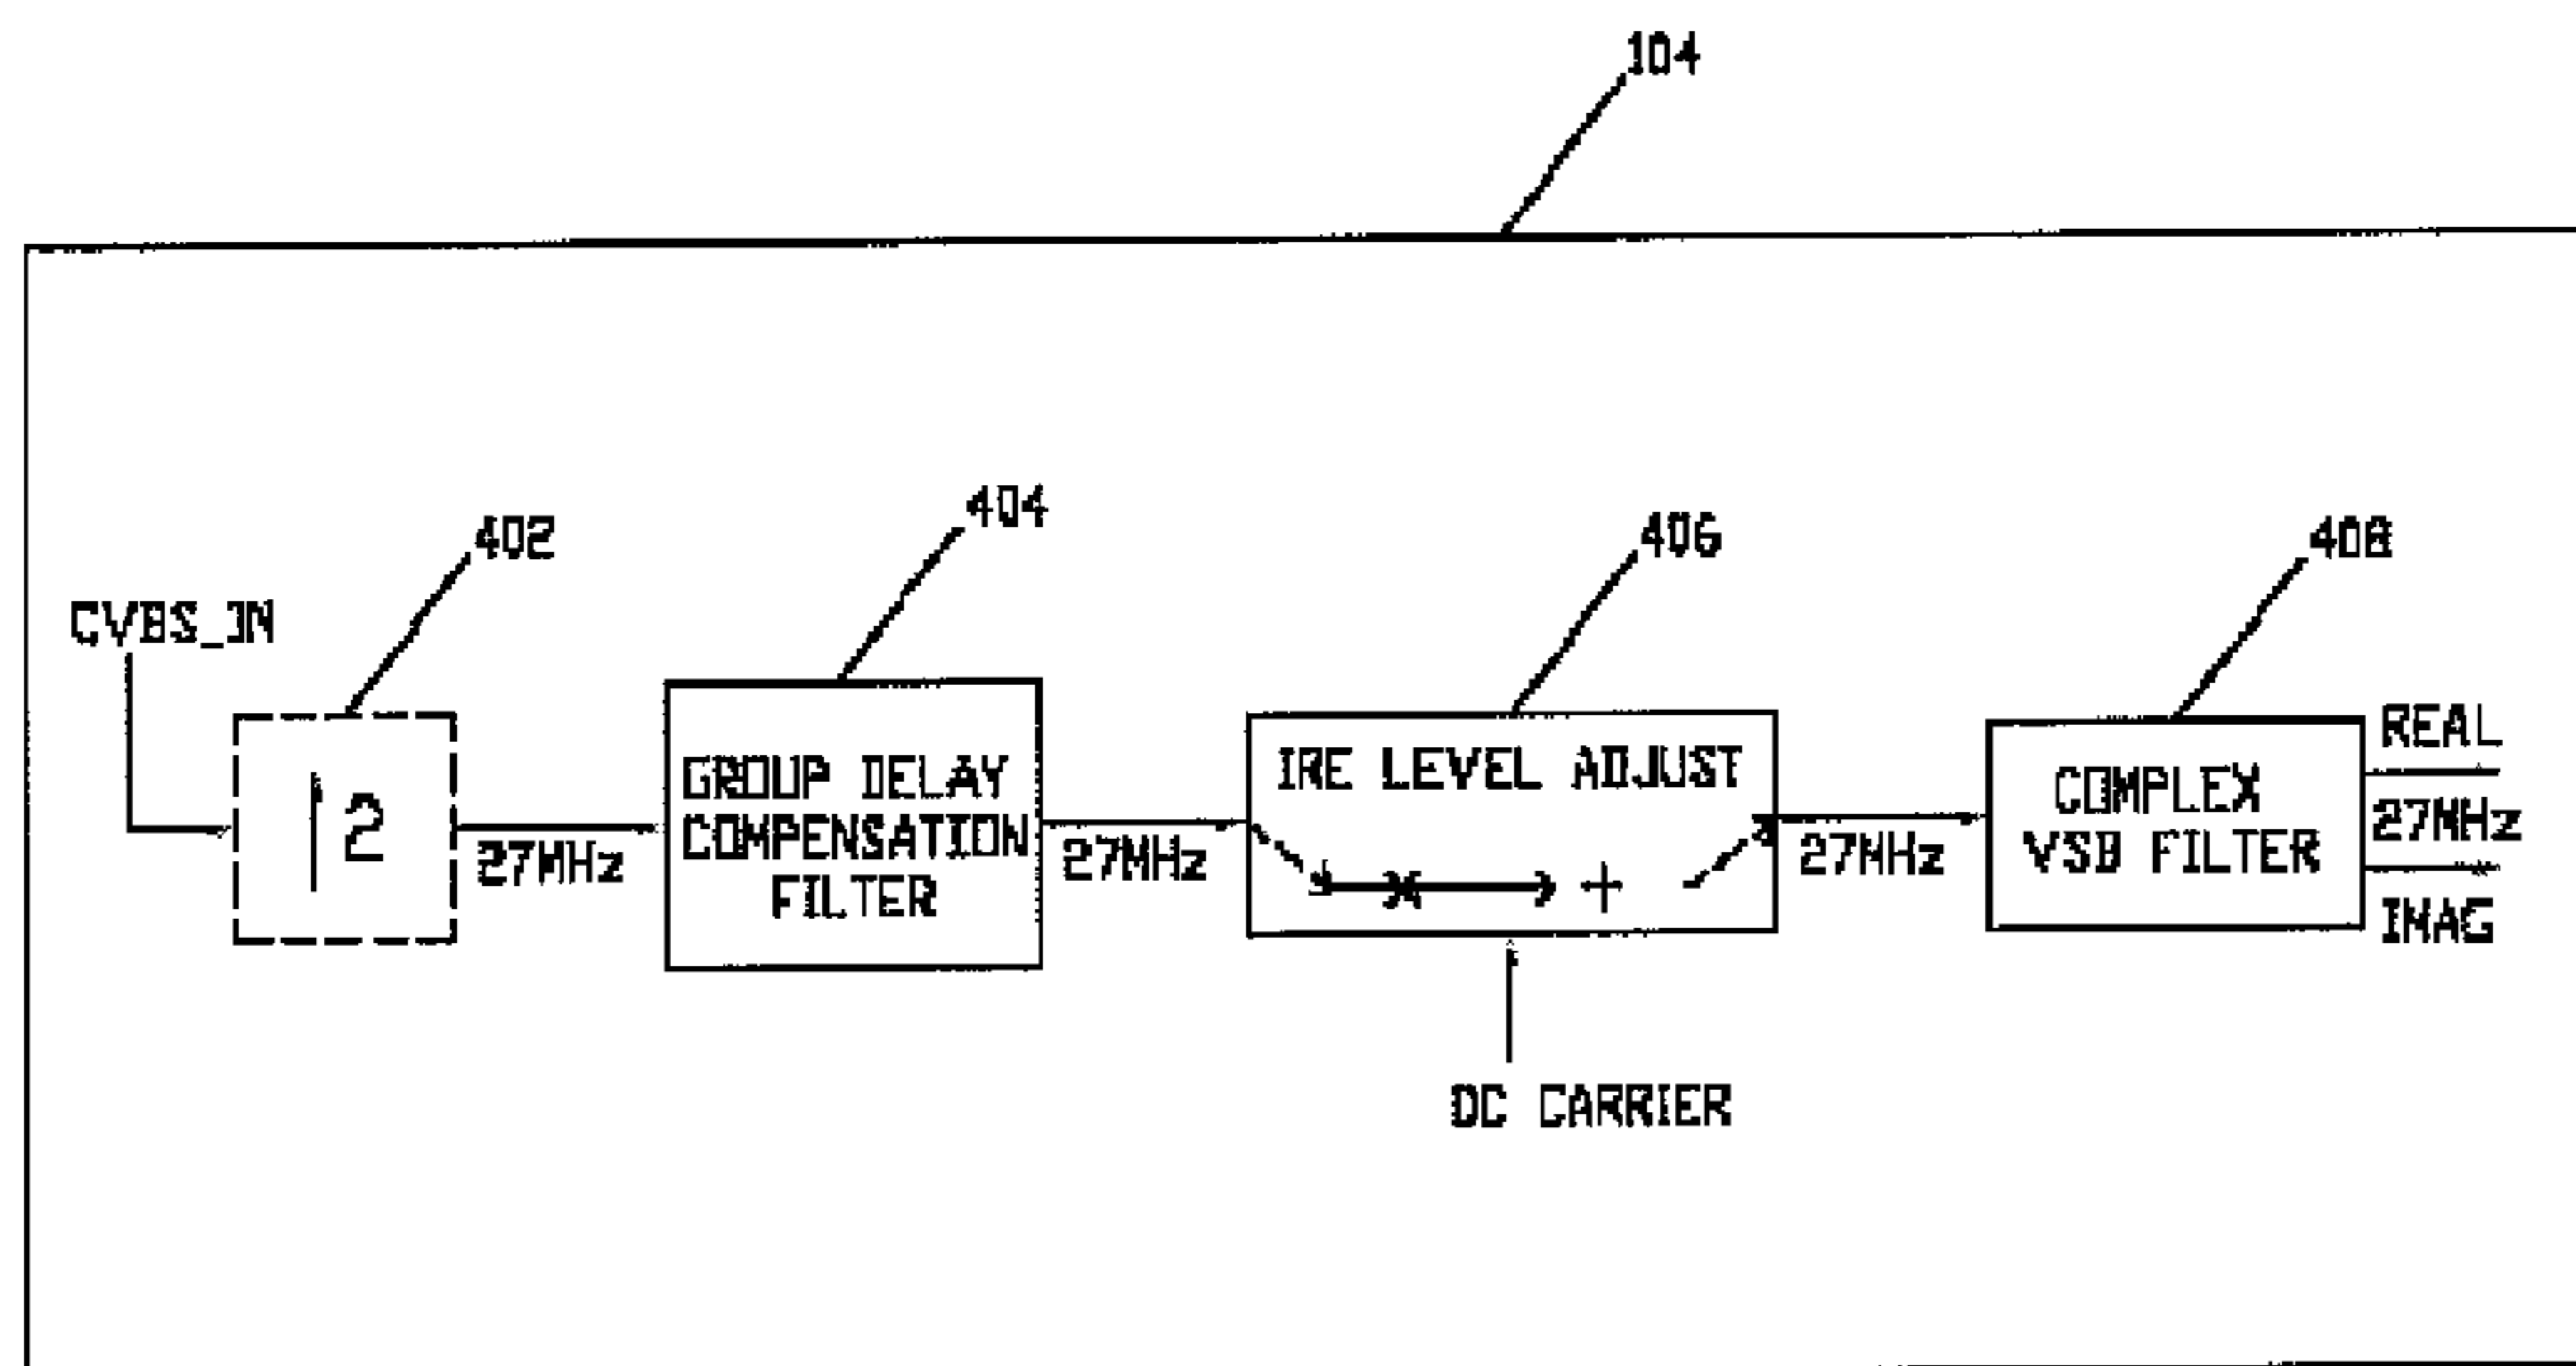 104
402
404
406
408
CVBS_IN
2
27MHz
GROUP DELAY
COMPENSATION
FILTER
27MHz
IRE LEVEL ADJUST
+
27MHz
COMPLEX
VSB FILTER
REAL
27MHz
IMAG
DC CARRIER